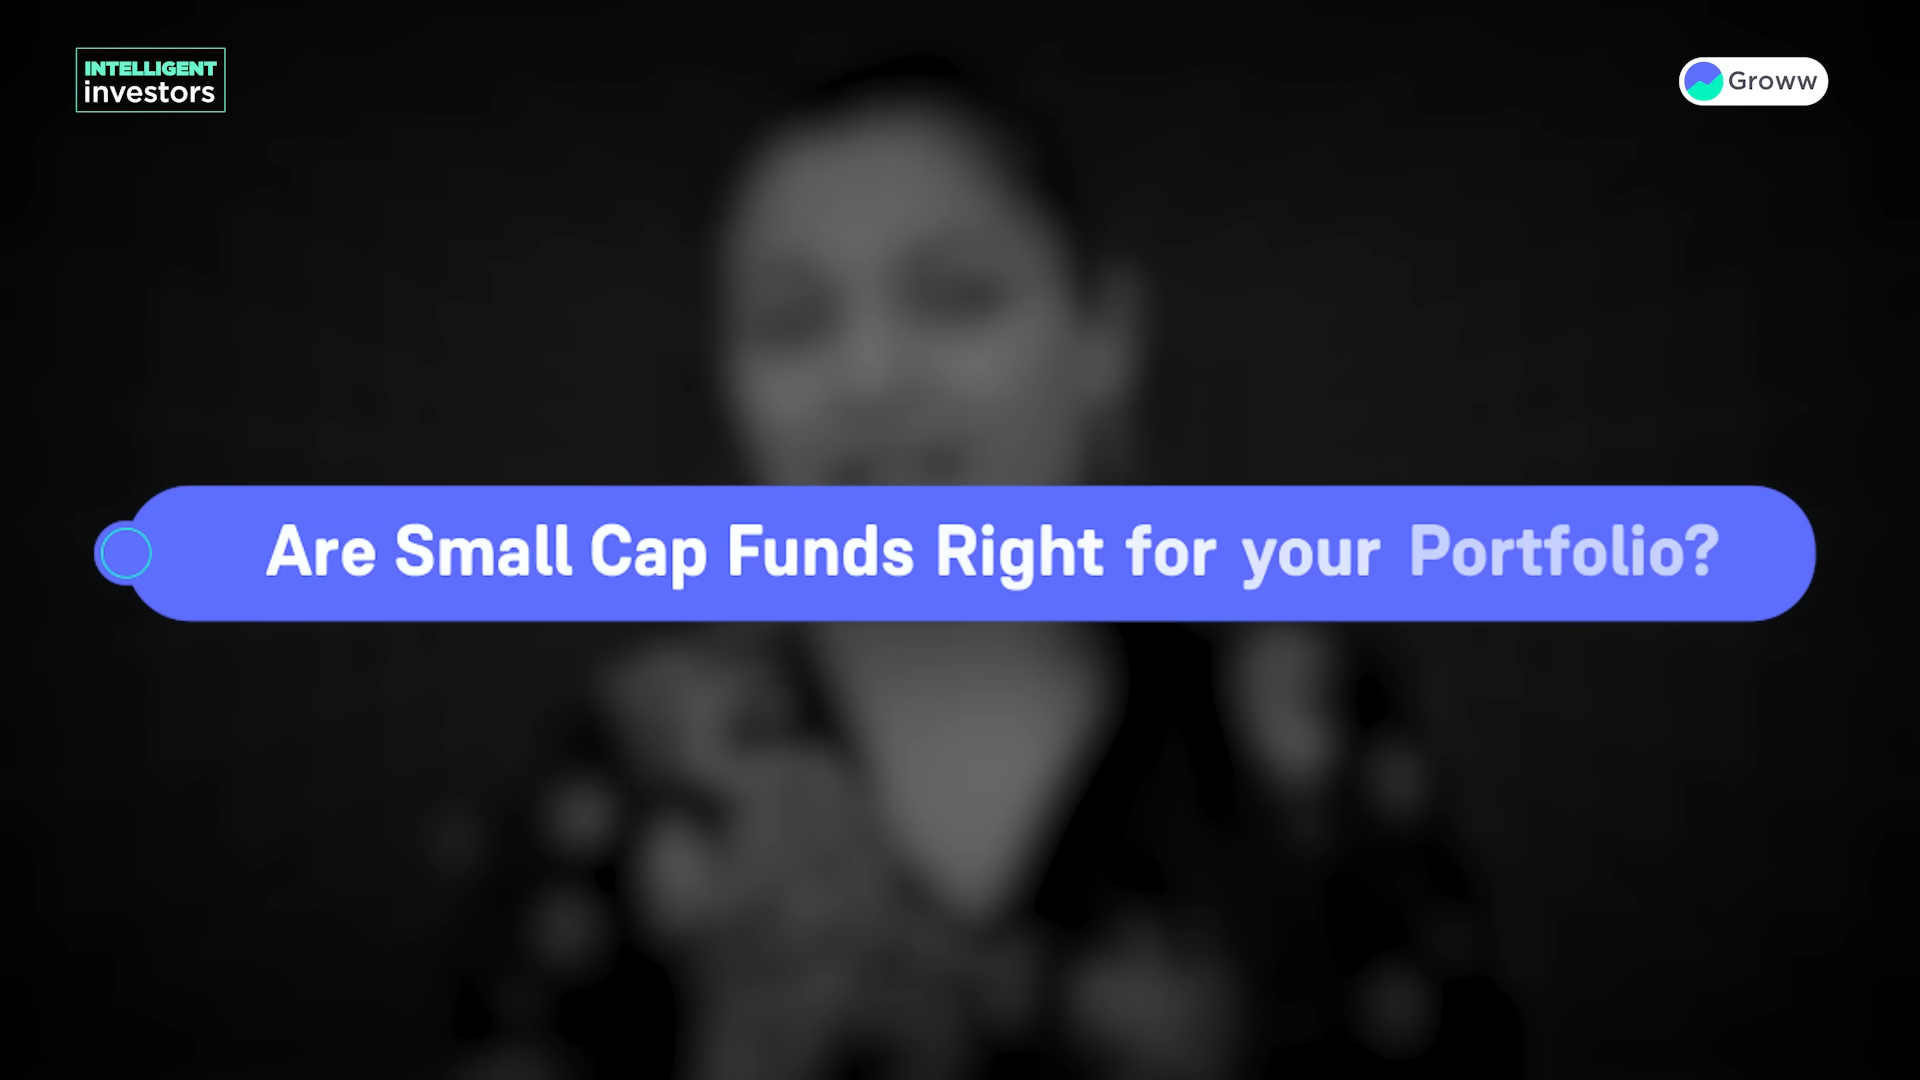 INTELLIGENT
investors
Groww
Are Small Cap Funds Right for your Portfolio?